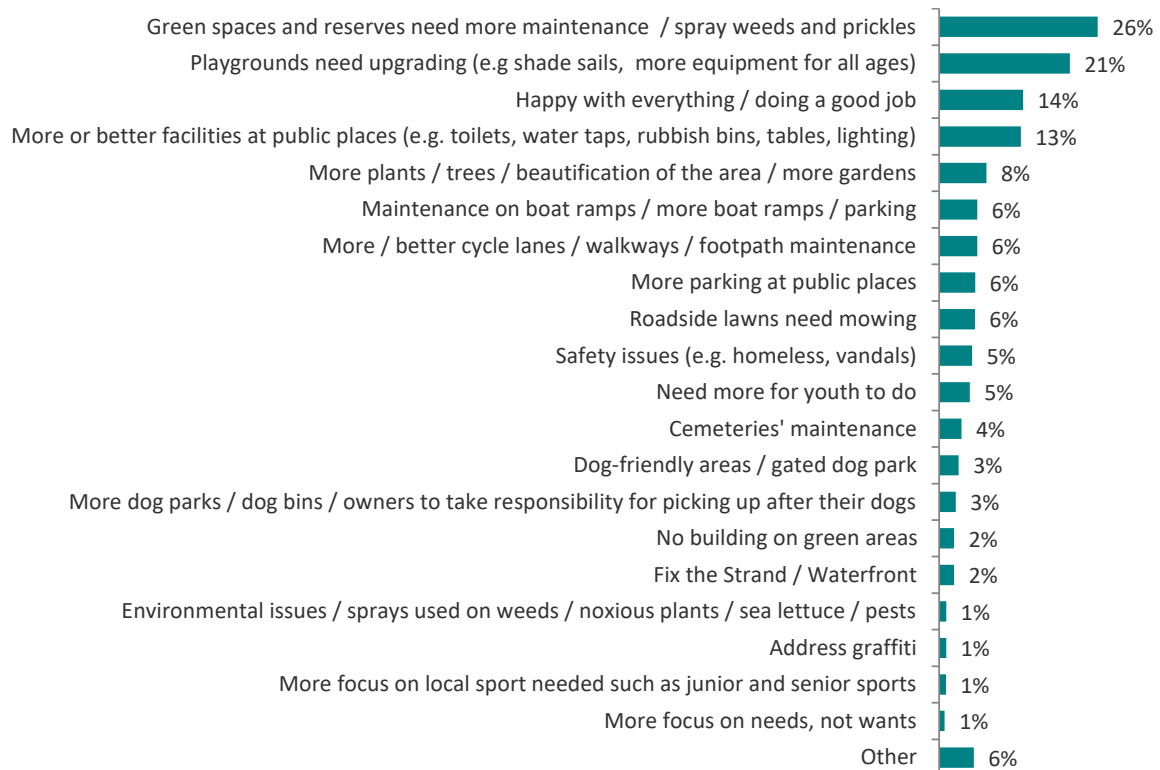 Green spaces and reserves need more maintenance / spray weeds and prickles 26%
Playgrounds need upgrading (e.g shade sails, more equipment for all ages) 21%
Happy with everything / doing a good job 14%
More or better facilities at public places (e.g. toilets, water taps, rubbish bins, tables, lighting) 13%
More plants / trees / beautification of the area / more gardens 8%
Maintenance on boat ramps / more boat ramps / parking 6%
More / better cycle lanes / walkways / footpath maintenance 6%
More parking at public places 6%
Roadside lawns need mowing 6%
Safety issues (e.g. homeless, vandals) 5%
Need more for youth to do 5%
Cemeteries' maintenance 4%
Dog-friendly areas / gated dog park 3%
More dog parks / dog bins / owners to take responsibility for picking up after their dogs 3%
No building on green areas 2%
Fix the Strand / Waterfront 2%
Environmental issues / sprays used on weeds / noxious plants / sea lettuce / pests 1%
Address graffiti 1%
More focus on local sport needed such as junior and senior sports 1%
More focus on needs, not wants 1%
Other 6%